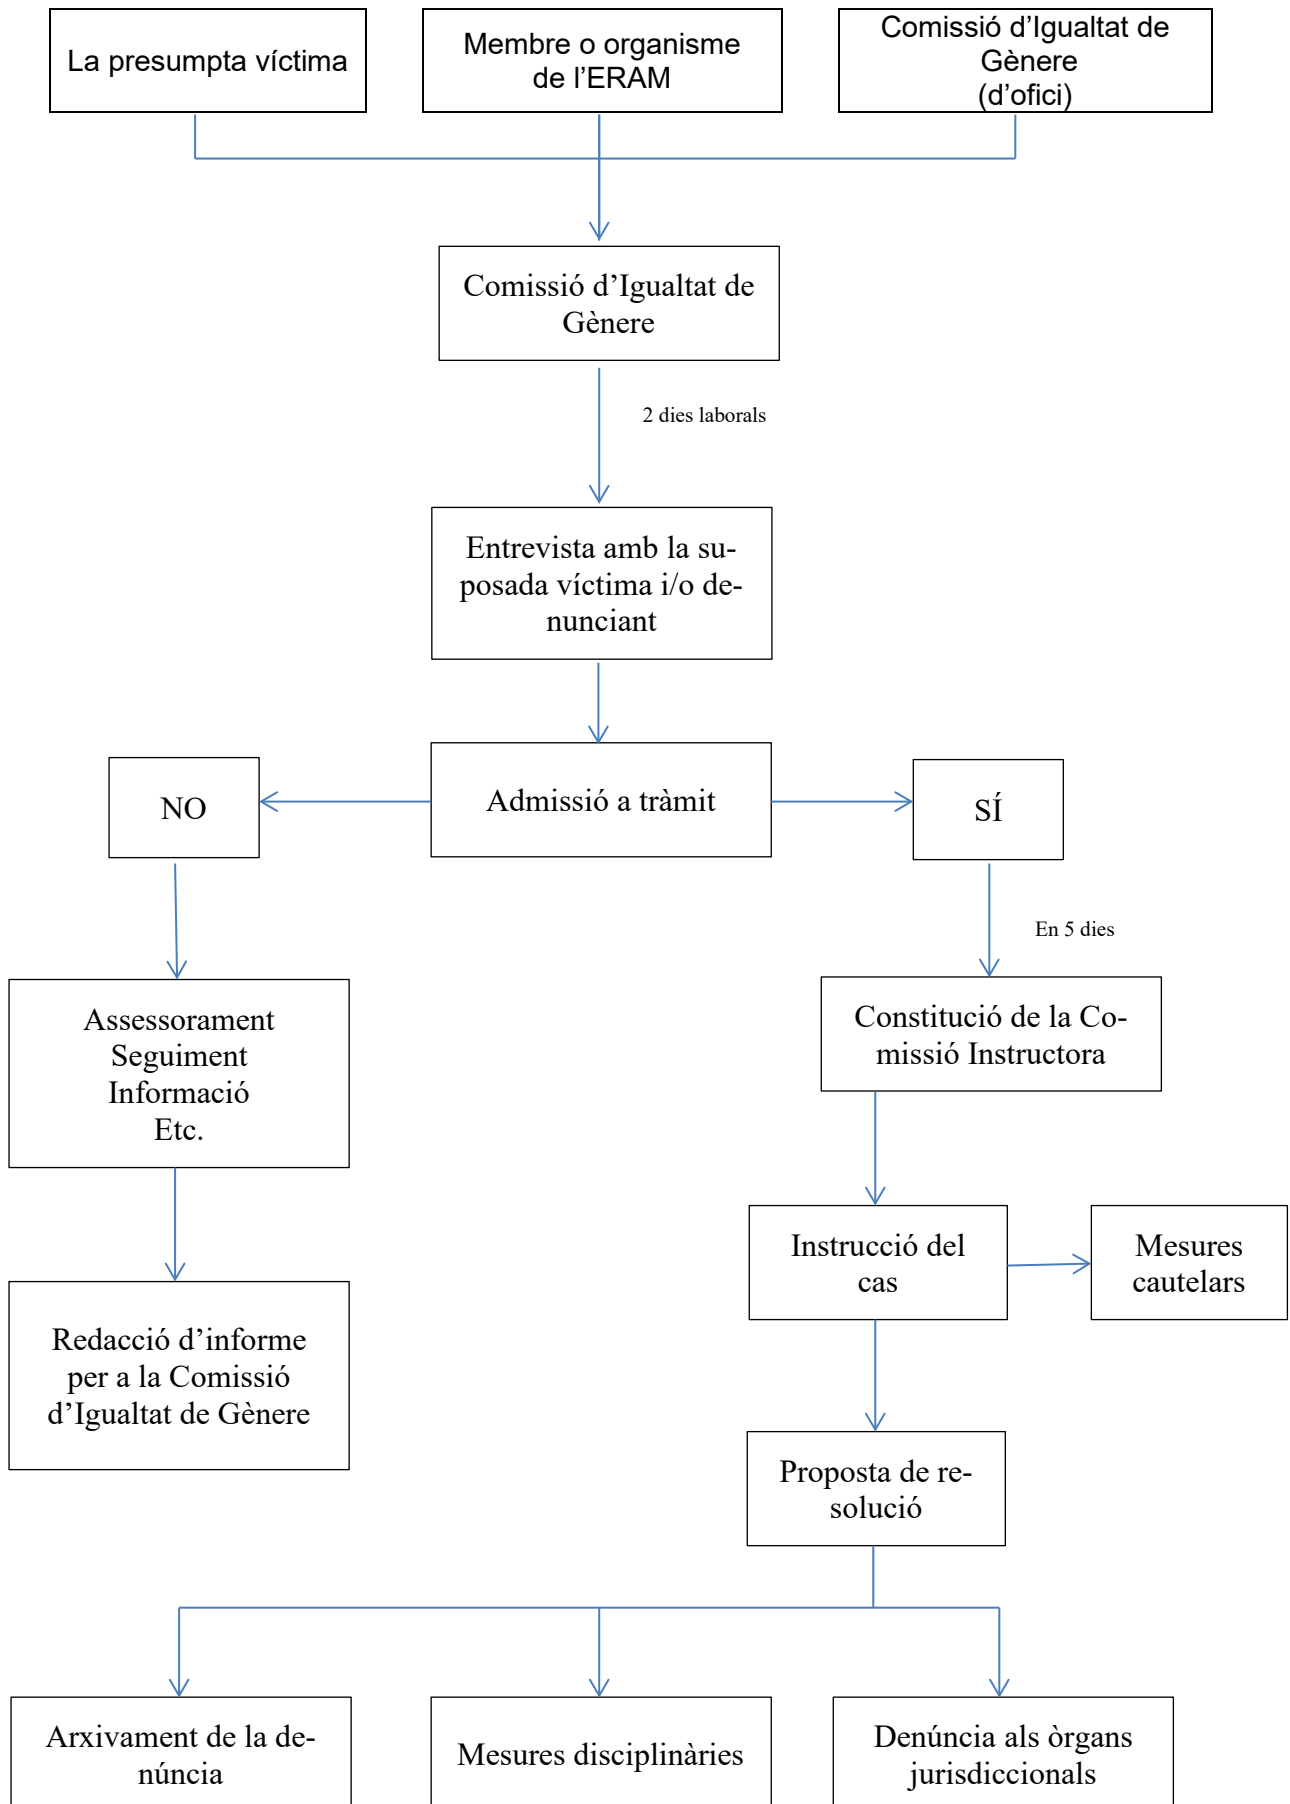 La presumpta víctima
Membre o organisme
de l’ERAM
Comissió d’Igualtat de
Gènere
(d’ofici)
Comissió d’Igualtat de
Gènere
2 dies laborals
Entrevista amb la su-
posada víctima i/o de-
nunciant
NO
Admissió a tràmit
SÍ
En 5 dies
Assessorament
Seguiment
Informació
Etc.
Constitució de la Co-
missió Instructora
Instrucció del
cas
Mesures
cautelars
Redacció d’informe
per a la Comissió
d’Igualtat de Gènere
Proposta de re-
solució
Arxivament de la de-
núncia
Mesures disciplinàries
Denúncia als òrgans
jurisdiccionals